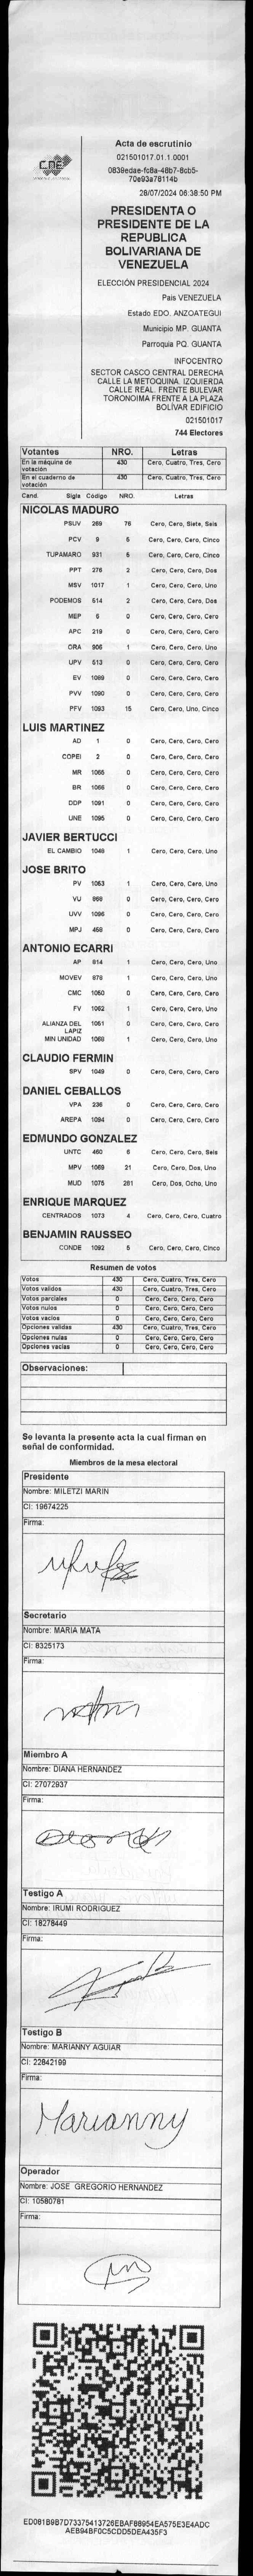 CNE
Acta de escrutinio
021501017.01.1.0001
0839edae-fc8a-48b7-8cb5-
70e93a78114b
28/07/2024 06:38:50 PM
PRESIDENTA O
PRESIDENTE DE LA
REPUBLICA
BOLIVARIANA DE
VENEZUELA
ELECCIÓN PRESIDENCIAL 2024
Pais VENEZUELA
Estado EDO. ANZOATEGUI
Municipio MP. GUANTA
Parroquia PQ. GUANTA
INFOCENTRO
SECTOR CASCO CENTRAL DERECHA
CALLE LA METOQUINA. IZQUIERDA
CALLE REAL. FRENTE BULEVAR
TORONOIMA FRENTE A LA PLAZA
BOLÍVAR EDIFICIO
021501017
744 Electores
Votantes NRO. Letras
En la máquina de votación 430 Cero, Cuatro, Tres, Cero
En el cuaderno de votación 430 Cero, Cuatro, Tres, Cero
Cand. Sigla Código NRO. Letras
NICOLAS MADURO
PSUV 269 76 Cero, Cero, Siete, Seis
PCV 9 5 Cero, Cero, Cero, Cinco
TUPAMARO 931 5 Cero, Cero, Cero, Cinco
PPT 276 2 Cero, Cero, Cero, Dos
MSV 1017 1 Cero, Cero, Cero, Uno
PODEMOS 514 2 Cero, Cero, Cero, Dos
MEP 6 0 Cero, Cero, Cero, Cero
APC 219 0 Cero, Cero, Cero, Cero
ORA 906 1 Cero, Cero, Cero, Uno
UPV 513 0 Cero, Cero, Cero, Cero
EV 1089 0 Cero, Cero, Cero, Cero
PVV 1090 0 Cero, Cero, Cero, Cero
PFV 1093 15 Cero, Cero, Uno, Cinco
LUIS MARTINEZ
AD 1 0 Cero, Cero, Cero, Cero
COPEI 2 0 Cero, Cero, Cero, Cero
MR 1065 0 Cero, Cero, Cero, Cero
BR 1066 0 Cero, Cero, Cero, Cero
DDP 1091 0 Cero, Cero, Cero, Cero
UNE 1095 0 Cero, Cero, Cero, Cero
JAVIER BERTUCCI
EL CAMBIO 1049 1 Cero, Cero, Cero, Uno
JOSE BRITO
PV 1053 1 Cero, Cero, Cero, Uno
VU 868 0 Cero, Cero, Cero, Cero
UVV 1096 0 Cero, Cero, Cero, Cero
MPJ 458 0 Cero, Cero, Cero, Cero
ANTONIO ECARRI
AP 814 1 Cero, Cero, Cero, Uno
MOVEV 878 1 Cero, Cero, Cero, Uno
CMC 1050 0 Cero, Cero, Cero, Cero
FV 1062 1 Cero, Cero, Cero, Uno
ALIANZA DEL LAPIZ 1051 0 Cero, Cero, Cero, Cero
MIN UNIDAD 1068 1 Cero, Cero, Cero, Uno
CLAUDIO FERMIN
SPV 1049 0 Cero, Cero, Cero, Cero
DANIEL CEBALLOS
VPA 236 0 Cero, Cero, Cero, Cero
AREPA 1094 0 Cero, Cero, Cero, Cero
EDMUNDO GONZALEZ
UNTC 460 6 Cero, Cero, Cero, Seis
MPV 1069 21 Cero, Cero, Dos, Uno
MUD 1075 281 Cero, Dos, Ocho, Uno
ENRIQUE MARQUEZ
CENTRADOS 1073 4 Cero, Cero, Cero, Cuatro
BENJAMIN RAUSSEO
CONDE 1092 5 Cero, Cero, Cero, Cinco
Resumen de votos
Votos 430 Cero, Cuatro, Tres, Cero
Votos validos 430 Cero, Cuatro, Tres, Cero
Votos parciales 0 Cero, Cero, Cero, Cero
Votos nulos 0 Cero, Cero, Cero, Cero
Votos vacios 0 Cero, Cero, Cero, Cero
Opciones validas 430 Cero, Cuatro, Tres, Cero
Opciones nulas 0 Cero, Cero, Cero, Cero
Opciones vacias 0 Cero, Cero, Cero, Cero
Observaciones:
Se levanta la presente acta la cual firman en
señal de conformidad.
Miembros de la mesa electoral
Presidente
Nombre: MILETZI MARIN
CI: 19674225
Firma:
Secretario
Nombre: MARIA MATA
CI: 8325173
Firma:
Miembro A
Nombre: DIANA HERNANDEZ
CI: 27072937
Firma:
Testigo A
Nombre: IRUMI RODRIGUEZ
CI: 18278449
Firma:
Testigo B
Nombre: MARIANNY AGUIAR
CI: 22842199
Firma:
Marianny
Operador
Nombre: JOSE GREGORIO HERNANDEZ
CI: 10580781
Firma:
ED081B9B7D73375413726EBAF88954EA575E3E4ADC
AEB94BF0C5CDD5DEA435F3